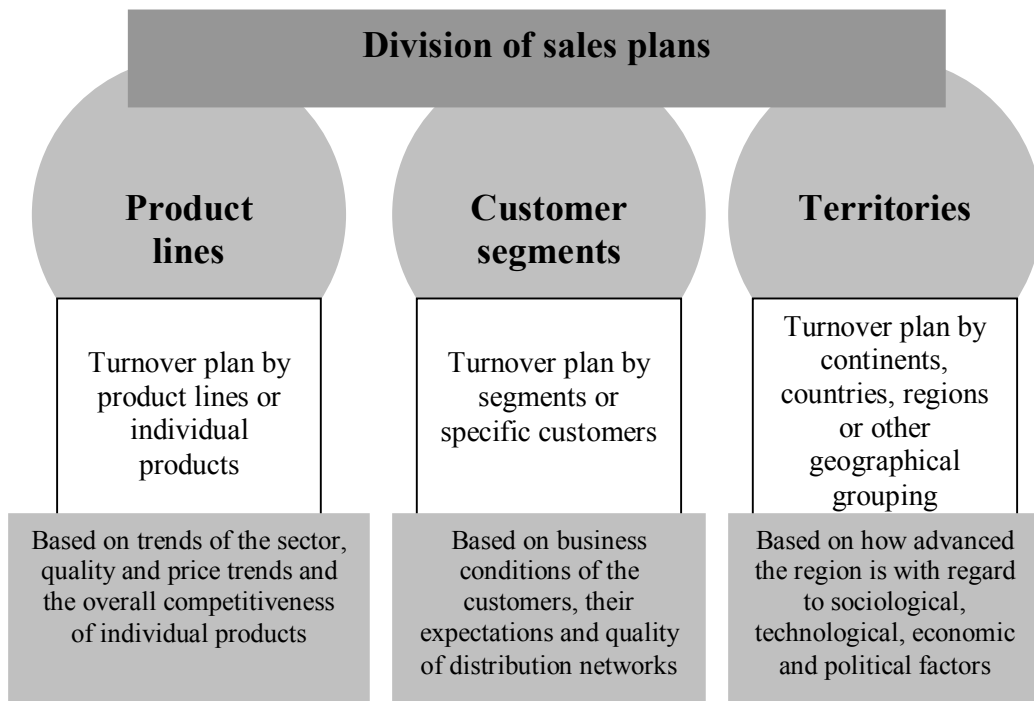 Division of sales plans
Product
lines
Customer
segments
Territories
Turnover plan by
product lines or
individual
products
Turnover plan by
segments or
specific customers
Turnover plan by
continents,
countries, regions
or other
geographical
grouping
Based on trends of the sector,
quality and price trends and
the overall competitiveness
of individual products
Based on business
conditions of the
customers, their
expectations and quality
of distribution networks
Based on how advanced
the region is with regard
to sociological,
technological, economic
and political factors